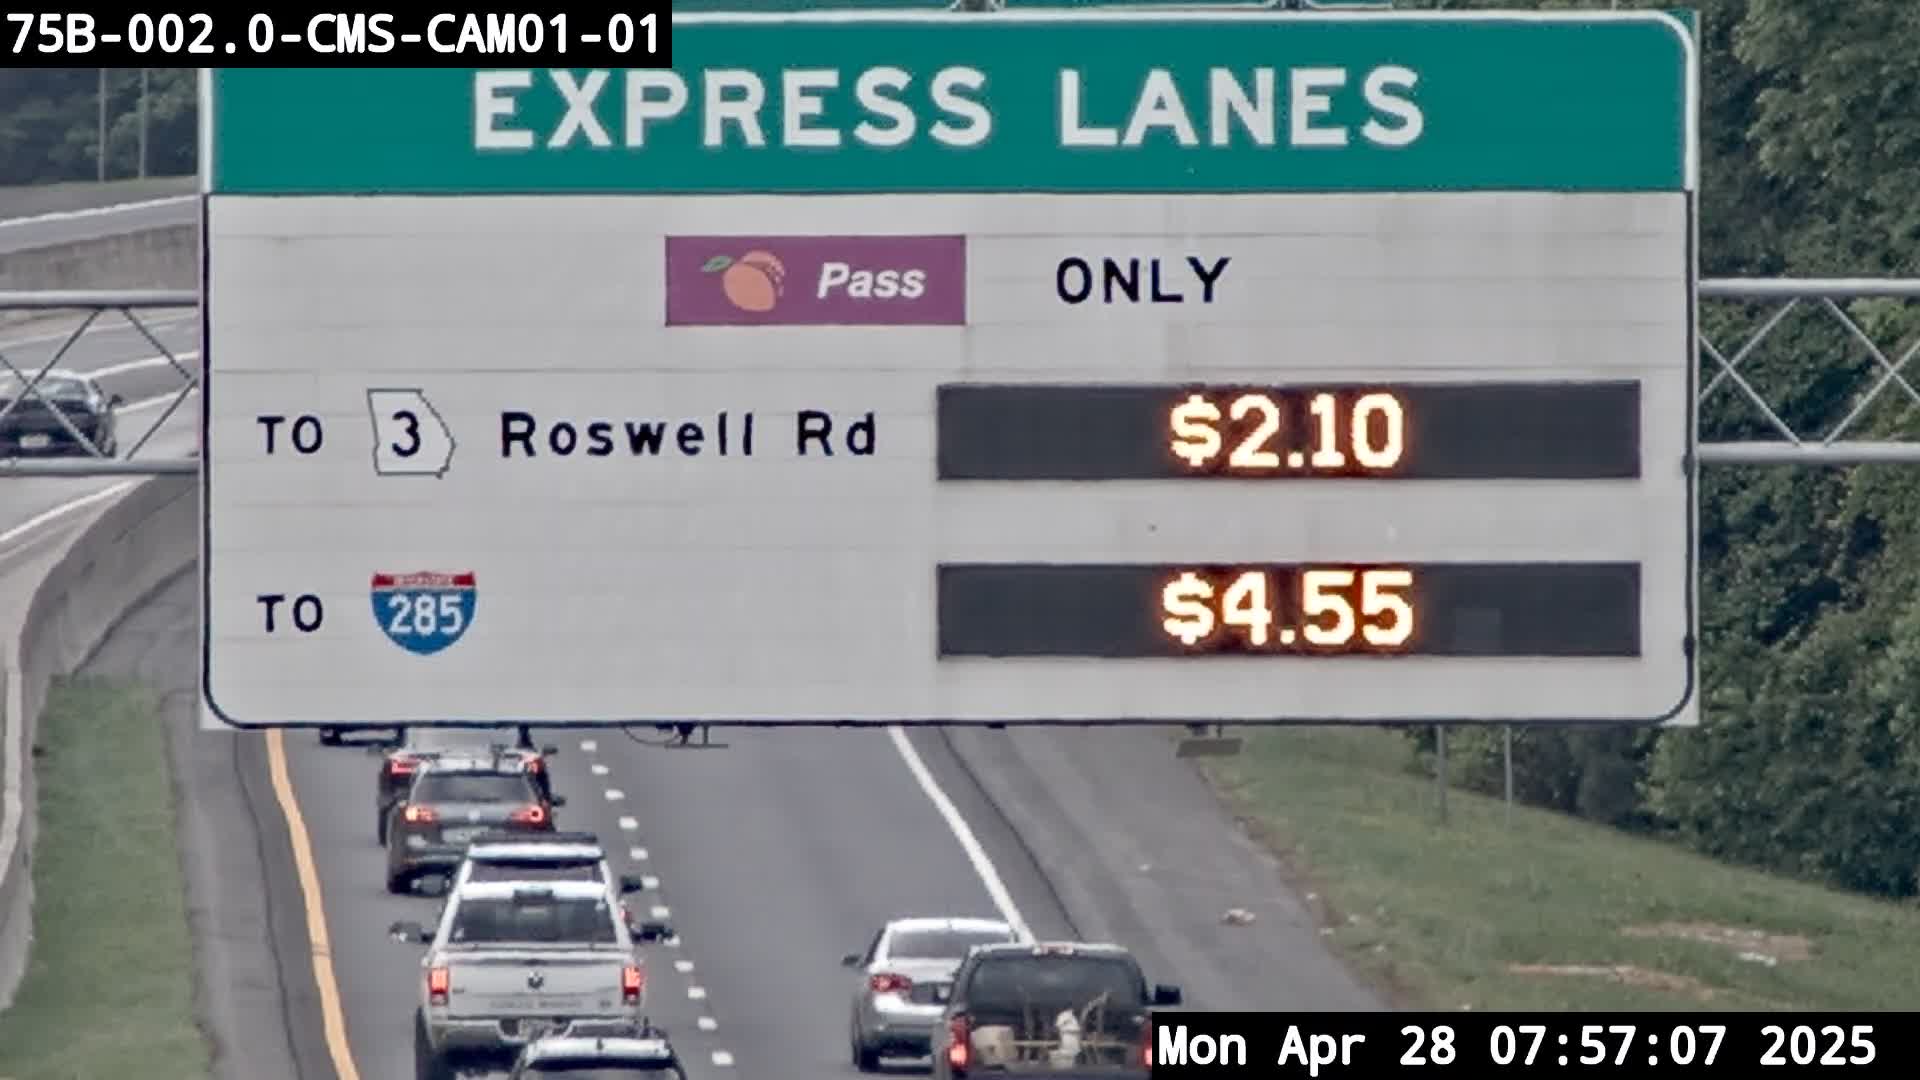 75B-002.0-CMS-CAM01-01
EXPRESS LANES
Pass ONLY
TO 3 Roswell Rd $2.10
INTERSTATE
TO 285 $4.55
Mon Apr 28 07:57:07 2025